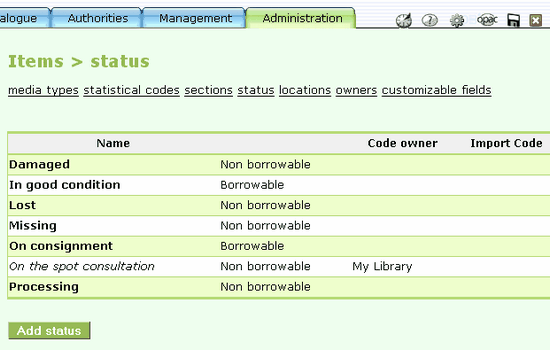 alogue Authorities Management Administration opac
Items > status
media types statistical codes sections status locations owners customizable fields
Name Code owner Import Code
Damaged Non borrowable
In good condition Borrowable
Lost Non borrowable
Missing Non borrowable
On consignment Borrowable
On the spot consultation Non borrowable My Library
Processing Non borrowable
Add status